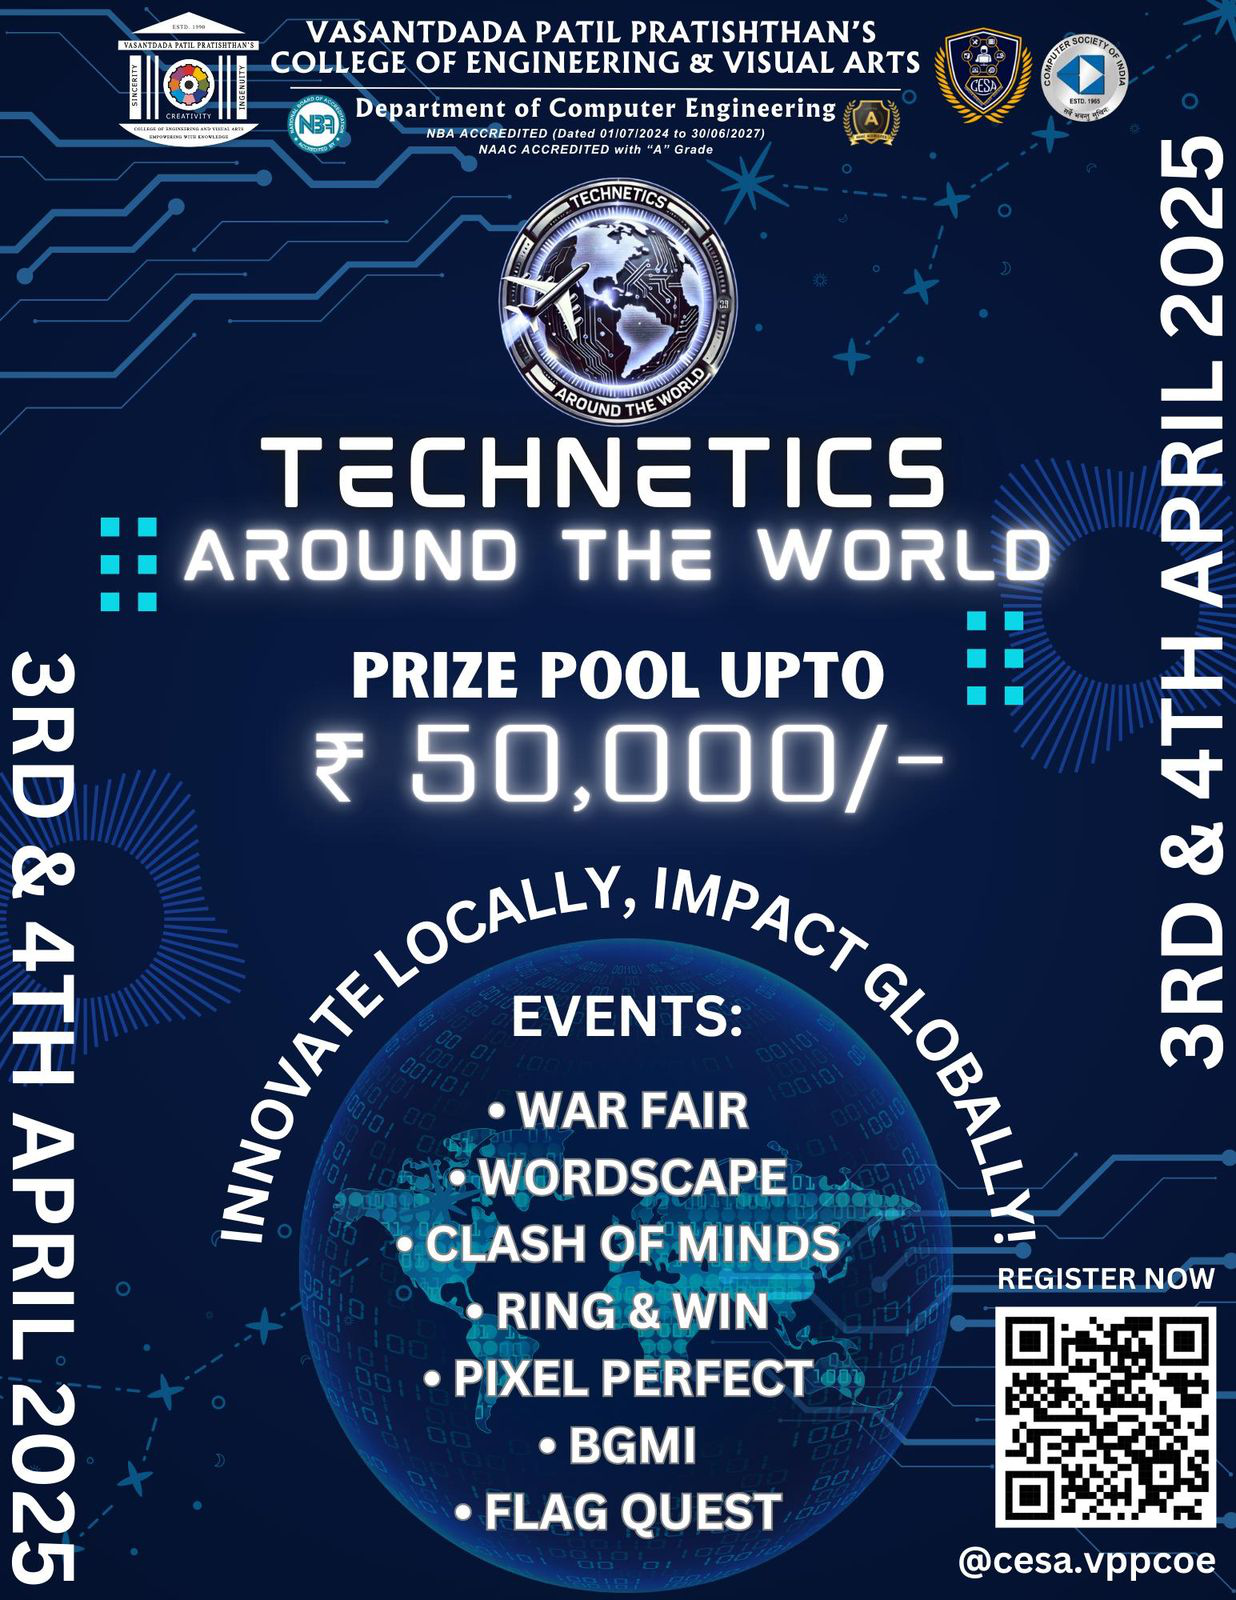 ESTD. 1990
VASANTDADA PATIL PRATISHTHAN'S
SINCERITY
INGENUITY
CREATIVITY
COLLEGE OF ENGINEERING AND VISUAL ARTS
EMPOWERING WITH KNOWLEDGE
VASANTDADA PATIL PRATISHTHAN'S
COLLEGE OF ENGINEERING & VISUAL ARTS
NBA
Department of Computer Engineering
NBA ACCREDITED (Dated 01/07/2024 to 30/06/2027)
NAAC ACCREDITED with “A” Grade
A
CESA
COMPUTER SOCIETY OF INDIA
ESTD. 1965
TECHNETICS
AROUND THE WORLD
TECHNETICS
AROUND THE WORLD
PRIZE POOL UPTO
₹ 50,000/-
3RD & 4TH APRIL 2025
3RD & 4TH APRIL 2025
INNOVATE LOCALLY, IMPACT GLOBALLY!
EVENTS:
• WAR FAIR
• WORDSCAPE
• CLASH OF MINDS
• RING & WIN
• PIXEL PERFECT
• BGMI
• FLAG QUEST
REGISTER NOW
@cesa.vppcoe